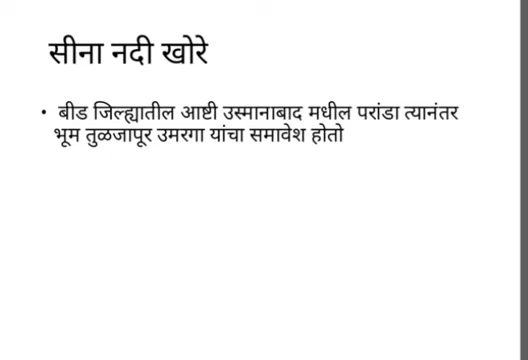 सीना नदी खोरे
• बीड जिल्ह्यातील आष्टी उस्मानाबाद मधील परांडा त्यानंतर
भूम तुळजापूर उमरगा यांचा समावेश होतो